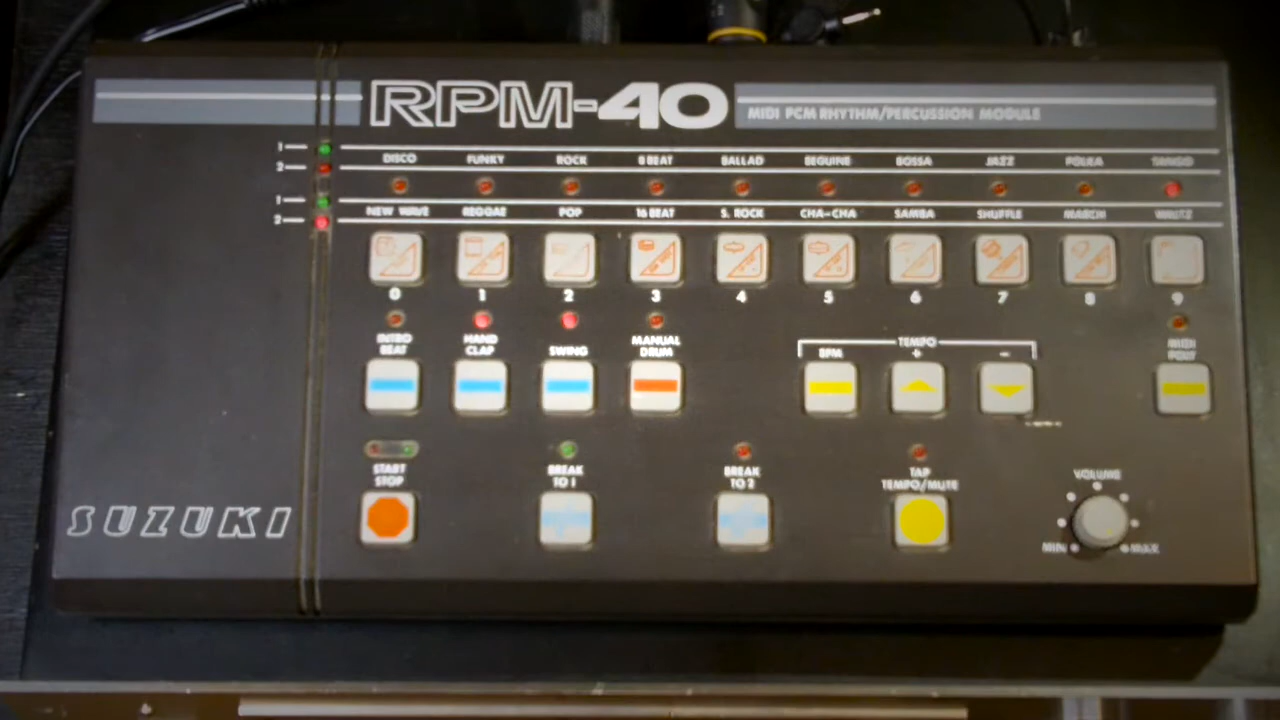 RPM-40
MIDI PCM RHYTHM/PERCUSSION MODULE
1
2
DISCO FUNKY ROCK 8 BEAT BALLAD BEGUINE BOSSA JAZZ POLKA TANGO
1
2
NEW WAVE REGGAE POP 16 BEAT S. ROCK CHA-CHA SAMBA SHUFFLE MARCH WALTZ
0 1 2 3 4 5 6 7 8 9
INTRO BEAT
HAND CLAP
SWING
MANUAL DRUM
TEMPO
BPM + -
MIDI
START STOP
BREAK TO 1
BREAK TO 2
TAP TEMPO/MUTE
VOLUME
MIN MAX
SUZUKI